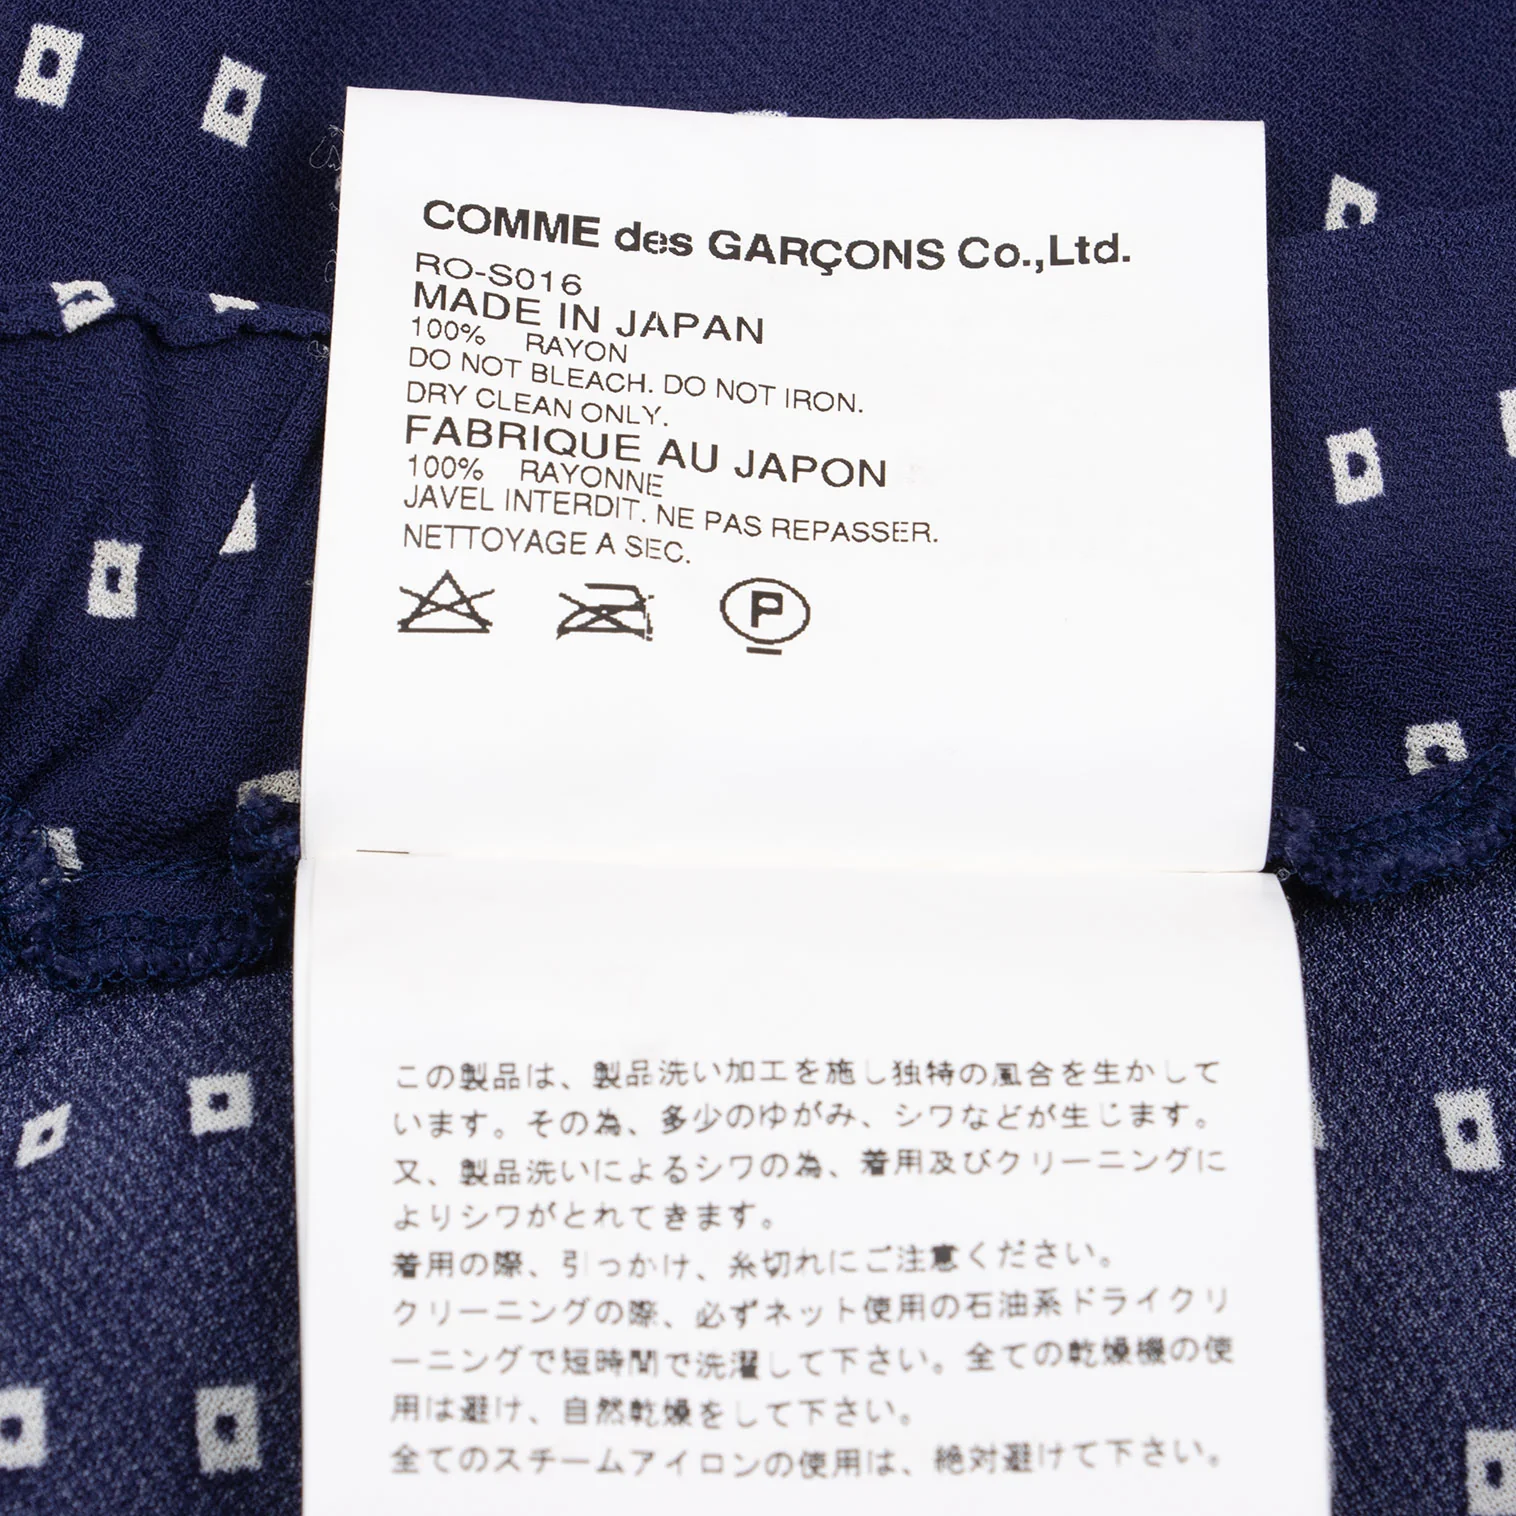 COMME des GARÇONS Co.,Ltd.
RO-S016
MADE IN JAPAN
100% RAYON
DO NOT BLEACH. DO NOT IRON.
DRY CLEAN ONLY.
FABRIQUE AU JAPON
100% RAYONNE
JAVEL INTERDIT. NE PAS REPASSER.
NETTOYAGE A SEC.
P
この製品は、製品洗い加工を施し独特の風合を生かして
います。その為、多少のゆがみ、シワなどが生じます。
又、製品洗いによるシワの為、着用及びクリーニングに
よりシワがとれてきます。
着用の際、引っかけ、糸切れにご注意ください。
クリーニングの際、必ずネット使用の石油系ドライクリ
ーニングで短時間で洗濯して下さい。全ての乾燥機の使
用は避け、自然乾燥をして下さい。
全てのスチームアイロンの使用は、絶対避けて下さい。